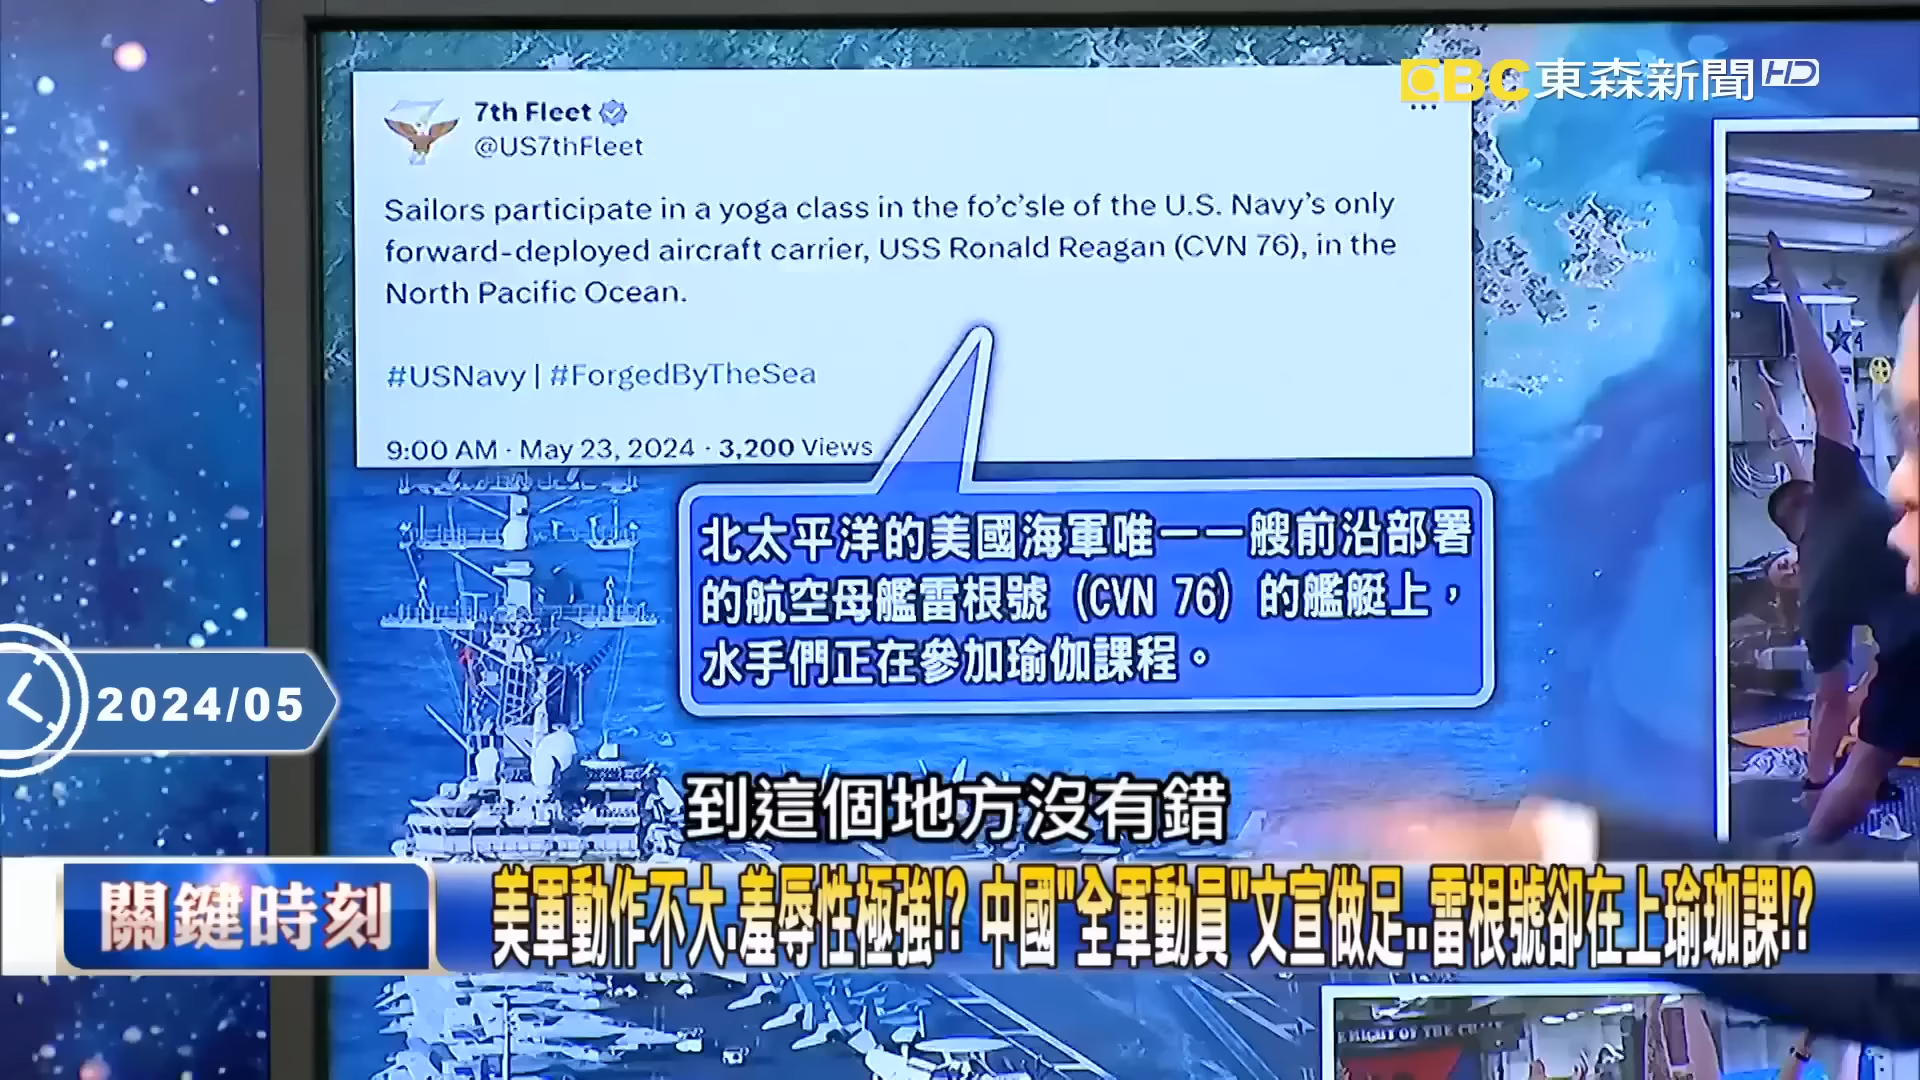 EBC東森新聞HD
7th Fleet
@US7thFleet
Sailors participate in a yoga class in the fo'c'sle of the U.S. Navy's only
forward-deployed aircraft carrier, USS Ronald Reagan (CVN 76), in the
North Pacific Ocean.
#USNavy | #ForgedByTheSea
9:00 AM · May 23, 2024 · 3,200 Views
北太平洋的美國海軍唯一一艘前沿部署
的航空母艦雷根號（CVN 76）的艦艇上，
水手們正在參加瑜伽課程。
2024/05
到這個地方沒有錯
關鍵時刻
美軍動作不大..羞辱性極強!? 中國"全軍動員"文宣做足..雷根號卻在上瑜珈課!?